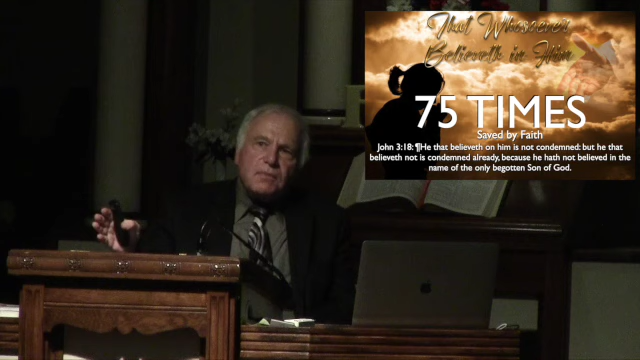 That Whosoever
Believeth in Him
75 TIMES
Saved by Faith
John 3:18: ¶He that believeth on him is not condemned: but he that
believeth not is condemned already, because he hath not believed in the
name of the only begotten Son of God.